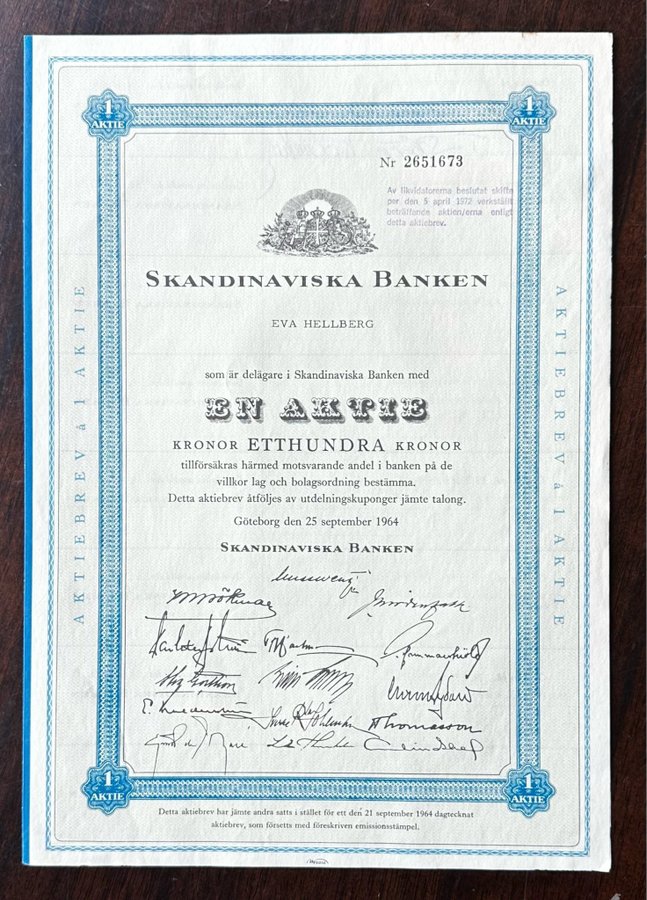 1
AKTIE
1
AKTIE
Nr 2651673
Av likvidatorerna beslutat skifte
per den 5 april 1972 verkställt
beträffande aktien/erna enligt
detta aktiebrev.
SKANDINAVISKA BANKEN
EVA HELLBERG
som är delägare i Skandinaviska Banken med
EN AKTIE
KRONOR ETTHUNDRA KRONOR
tillförsäkras härmed motsvarande andel i banken på de
villkor lag och bolagsordning bestämma.
Detta aktiebrev åtföljes av utdelningskuponger jämte talong.
Göteborg den 25 september 1964
SKANDINAVISKA BANKEN
AKTIEBREV à 1 AKTIE
AKTIEBREV à 1 AKTIE
AThomasson
1
AKTIE
1
AKTIE
Detta aktiebrev har jämte andra satts i stället för ett den 21 september 1964 dagtecknat
aktiebrev, som försetts med föreskriven emissionsstämpel.